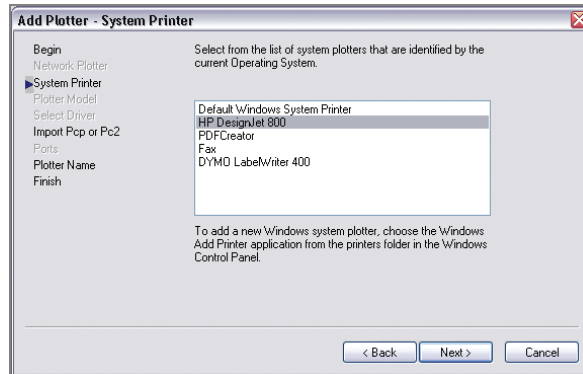 Add Plotter - System Printer
Begin
Network Plotter
System Printer
Plotter Model
Select Driver
Import Pcp or Pc2
Ports
Plotter Name
Finish
Select from the list of system plotters that are identified by the
current Operating System.
Default Windows System Printer
HP DesignJet 800
PDFCreator
Fax
DYMO LabelWriter 400
To add a new Windows system plotter, choose the Windows
Add Printer application from the printers folder in the Windows
Control Panel.
< Back
Next >
Cancel